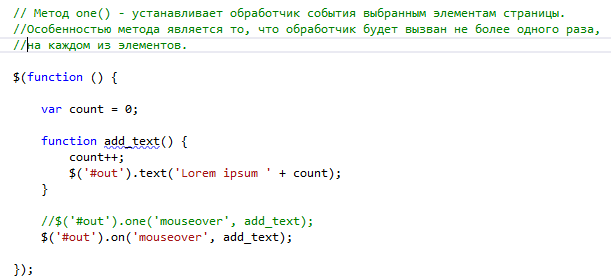 // Метод one() - устанавливает обработчик события выбранным элементам страницы.
//Особенностью метода является то, что обработчик будет вызван не более одного раза,
//на каждом из элементов.
$(function () {
var count = 0;
function add_text() {
count++;
$('#out').text('Lorem ipsum ' + count);
}
//$('#out').one('mouseover', add_text);
$('#out').on('mouseover', add_text);
});